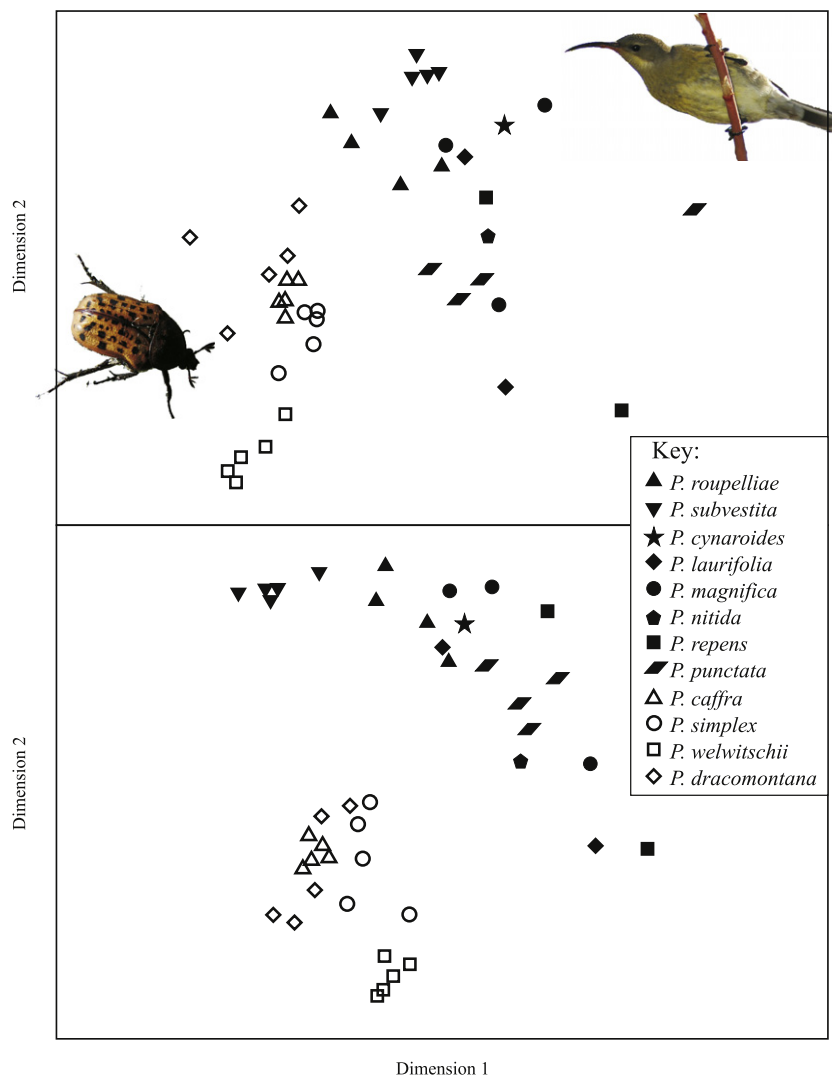 Dimension 2
Key:
P. roupelliae
P. subvestita
P. cynaroides
P. laurifolia
P. magnifica
P. nitida
P. repens
P. punctata
P. caffra
P. simplex
P. welwitschii
P. dracomontana
Dimension 2
Dimension 1